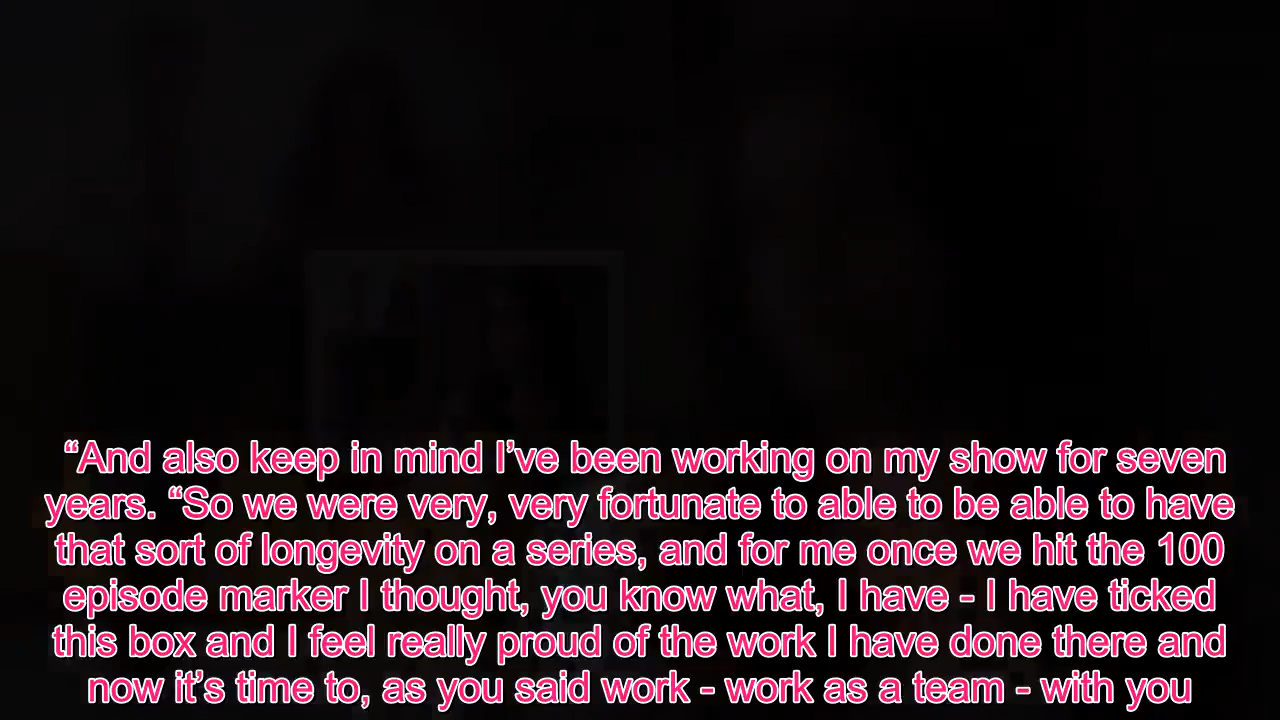 “And also keep in mind I’ve been working on my show for seven
years. “So we were very, very fortunate to able to be able to have
that sort of longevity on a series, and for me once we hit the 100
episode marker I thought, you know what, I have - I have ticked
this box and I feel really proud of the work I have done there and
now it’s time to, as you said work - work as a team - with you